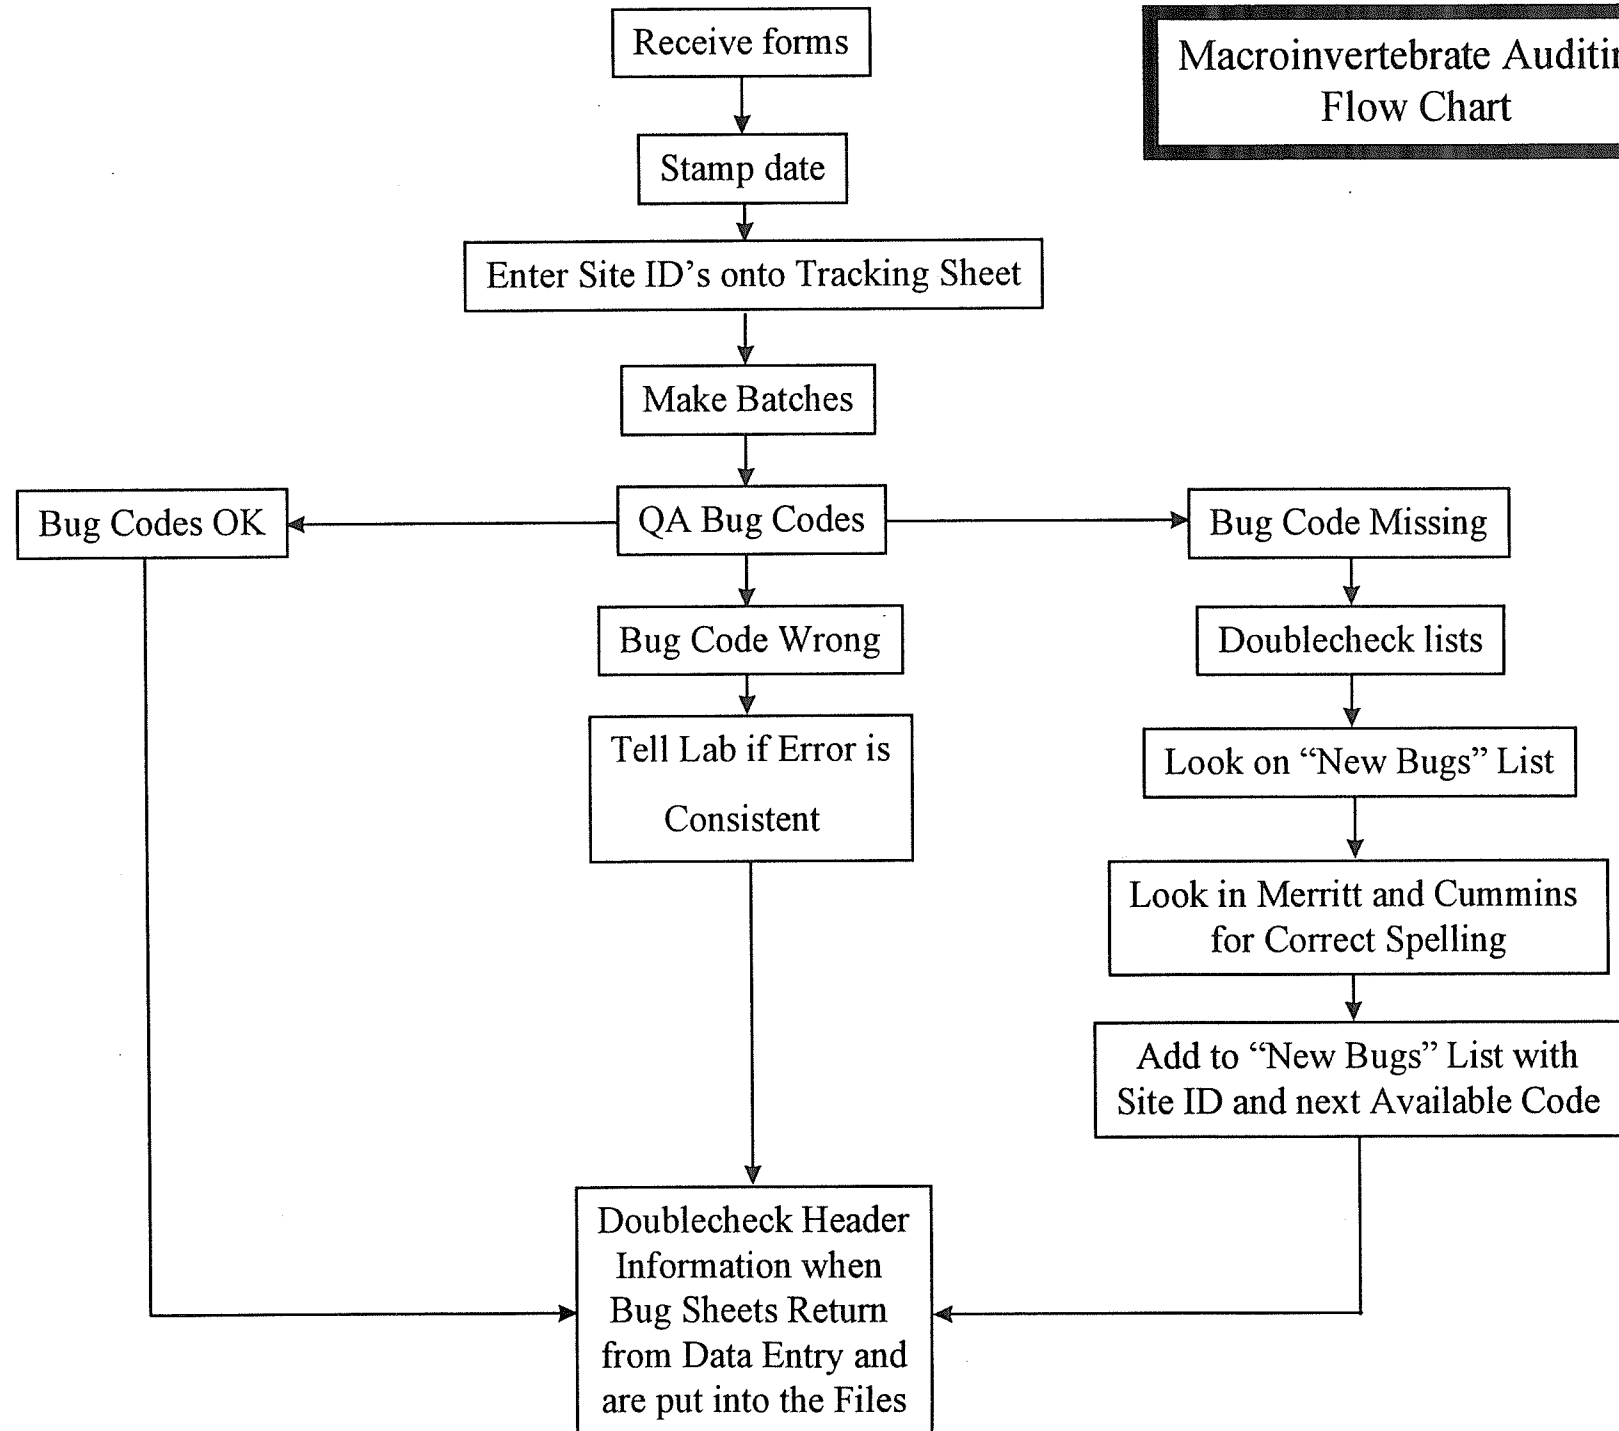 Receive forms
Macroinvertebrate Auditin
Flow Chart
Stamp date
Enter Site ID’s onto Tracking Sheet
Make Batches
Bug Codes OK
QA Bug Codes
Bug Code Missing
Bug Code Wrong
Doublecheck lists
Tell Lab if Error is
Consistent
Look on “New Bugs” List
Look in Merritt and Cummins
for Correct Spelling
Add to “New Bugs” List with
Site ID and next Available Code
Doublecheck Header
Information when
Bug Sheets Return
from Data Entry and
are put into the Files